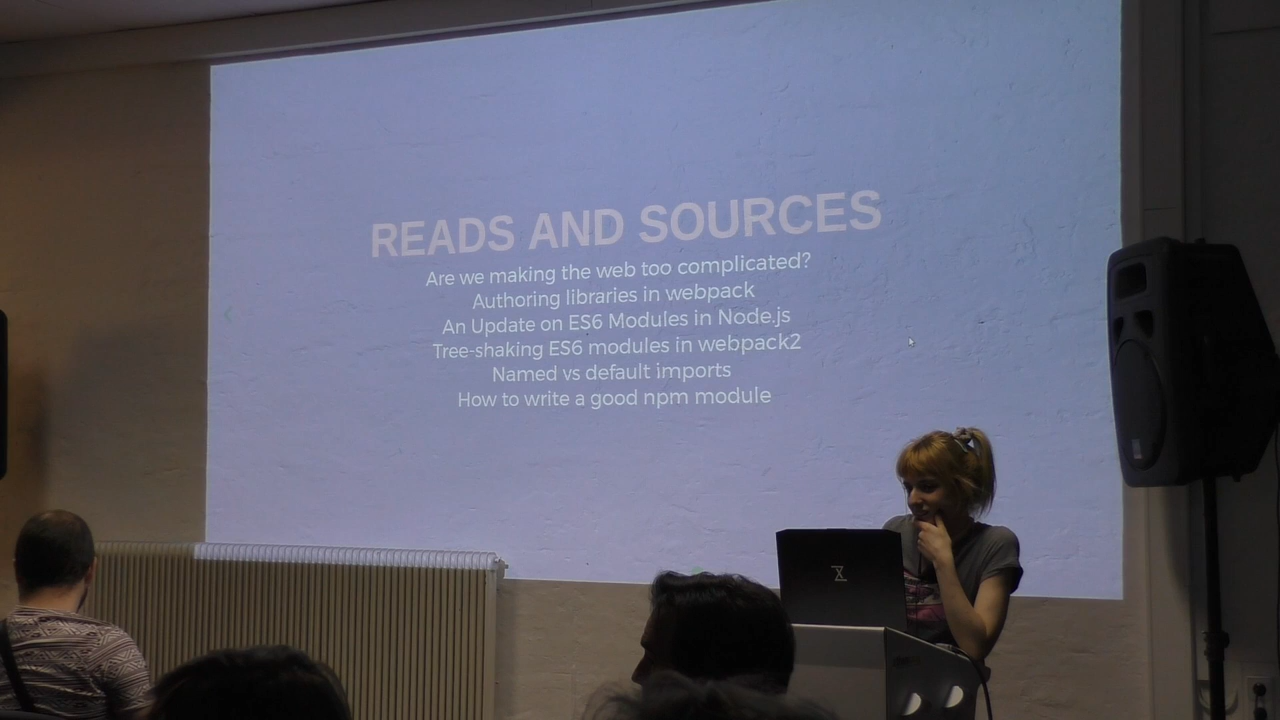 READS AND SOURCES
Are we making the web too complicated?
Authoring libraries in webpack
An Update on ES6 Modules in Node.js
Tree-shaking ES6 modules in webpack2
Named vs default imports
How to write a good npm module